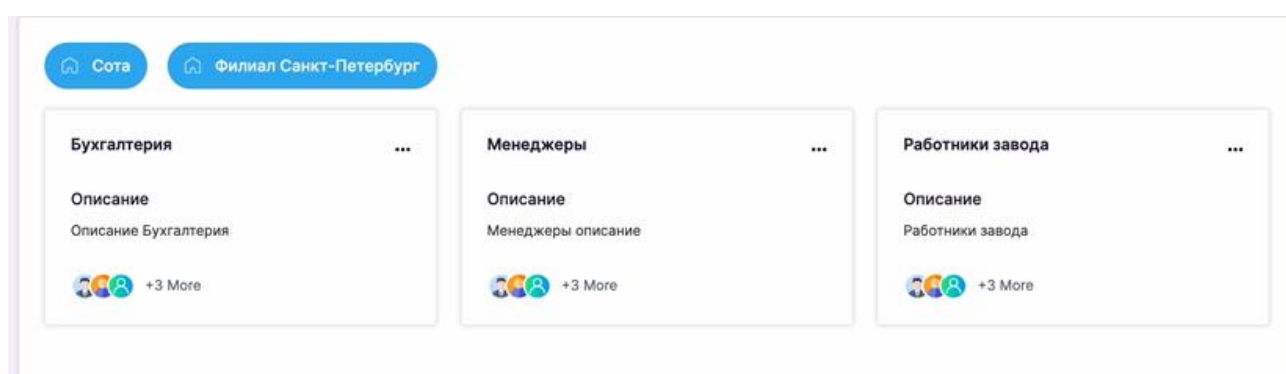 Сота Филиал Санкт-Петербург
Бухгалтерия ...
Описание
Описание Бухгалтерия
+3 More
Менеджеры ...
Описание
Менеджеры описание
+3 More
Работники завода ...
Описание
Работники завода
+3 More